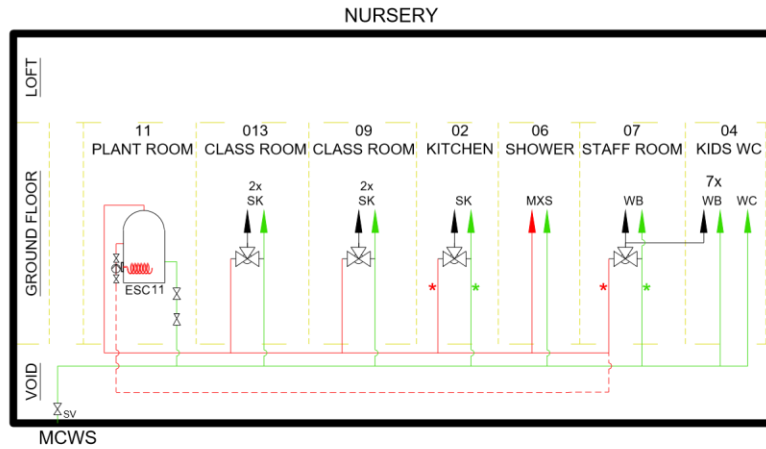 NURSERY
LOFT
11
PLANT ROOM
013
CLASS ROOM
09
CLASS ROOM
02
KITCHEN
06
SHOWER
07
STAFF ROOM
04
KIDS WC
2x
SK
2x
SK
SK
MXS
WB
7x
WB
WC
GROUND FLOOR
ESC11
*
*
*
*
VOID
SV
MCWS